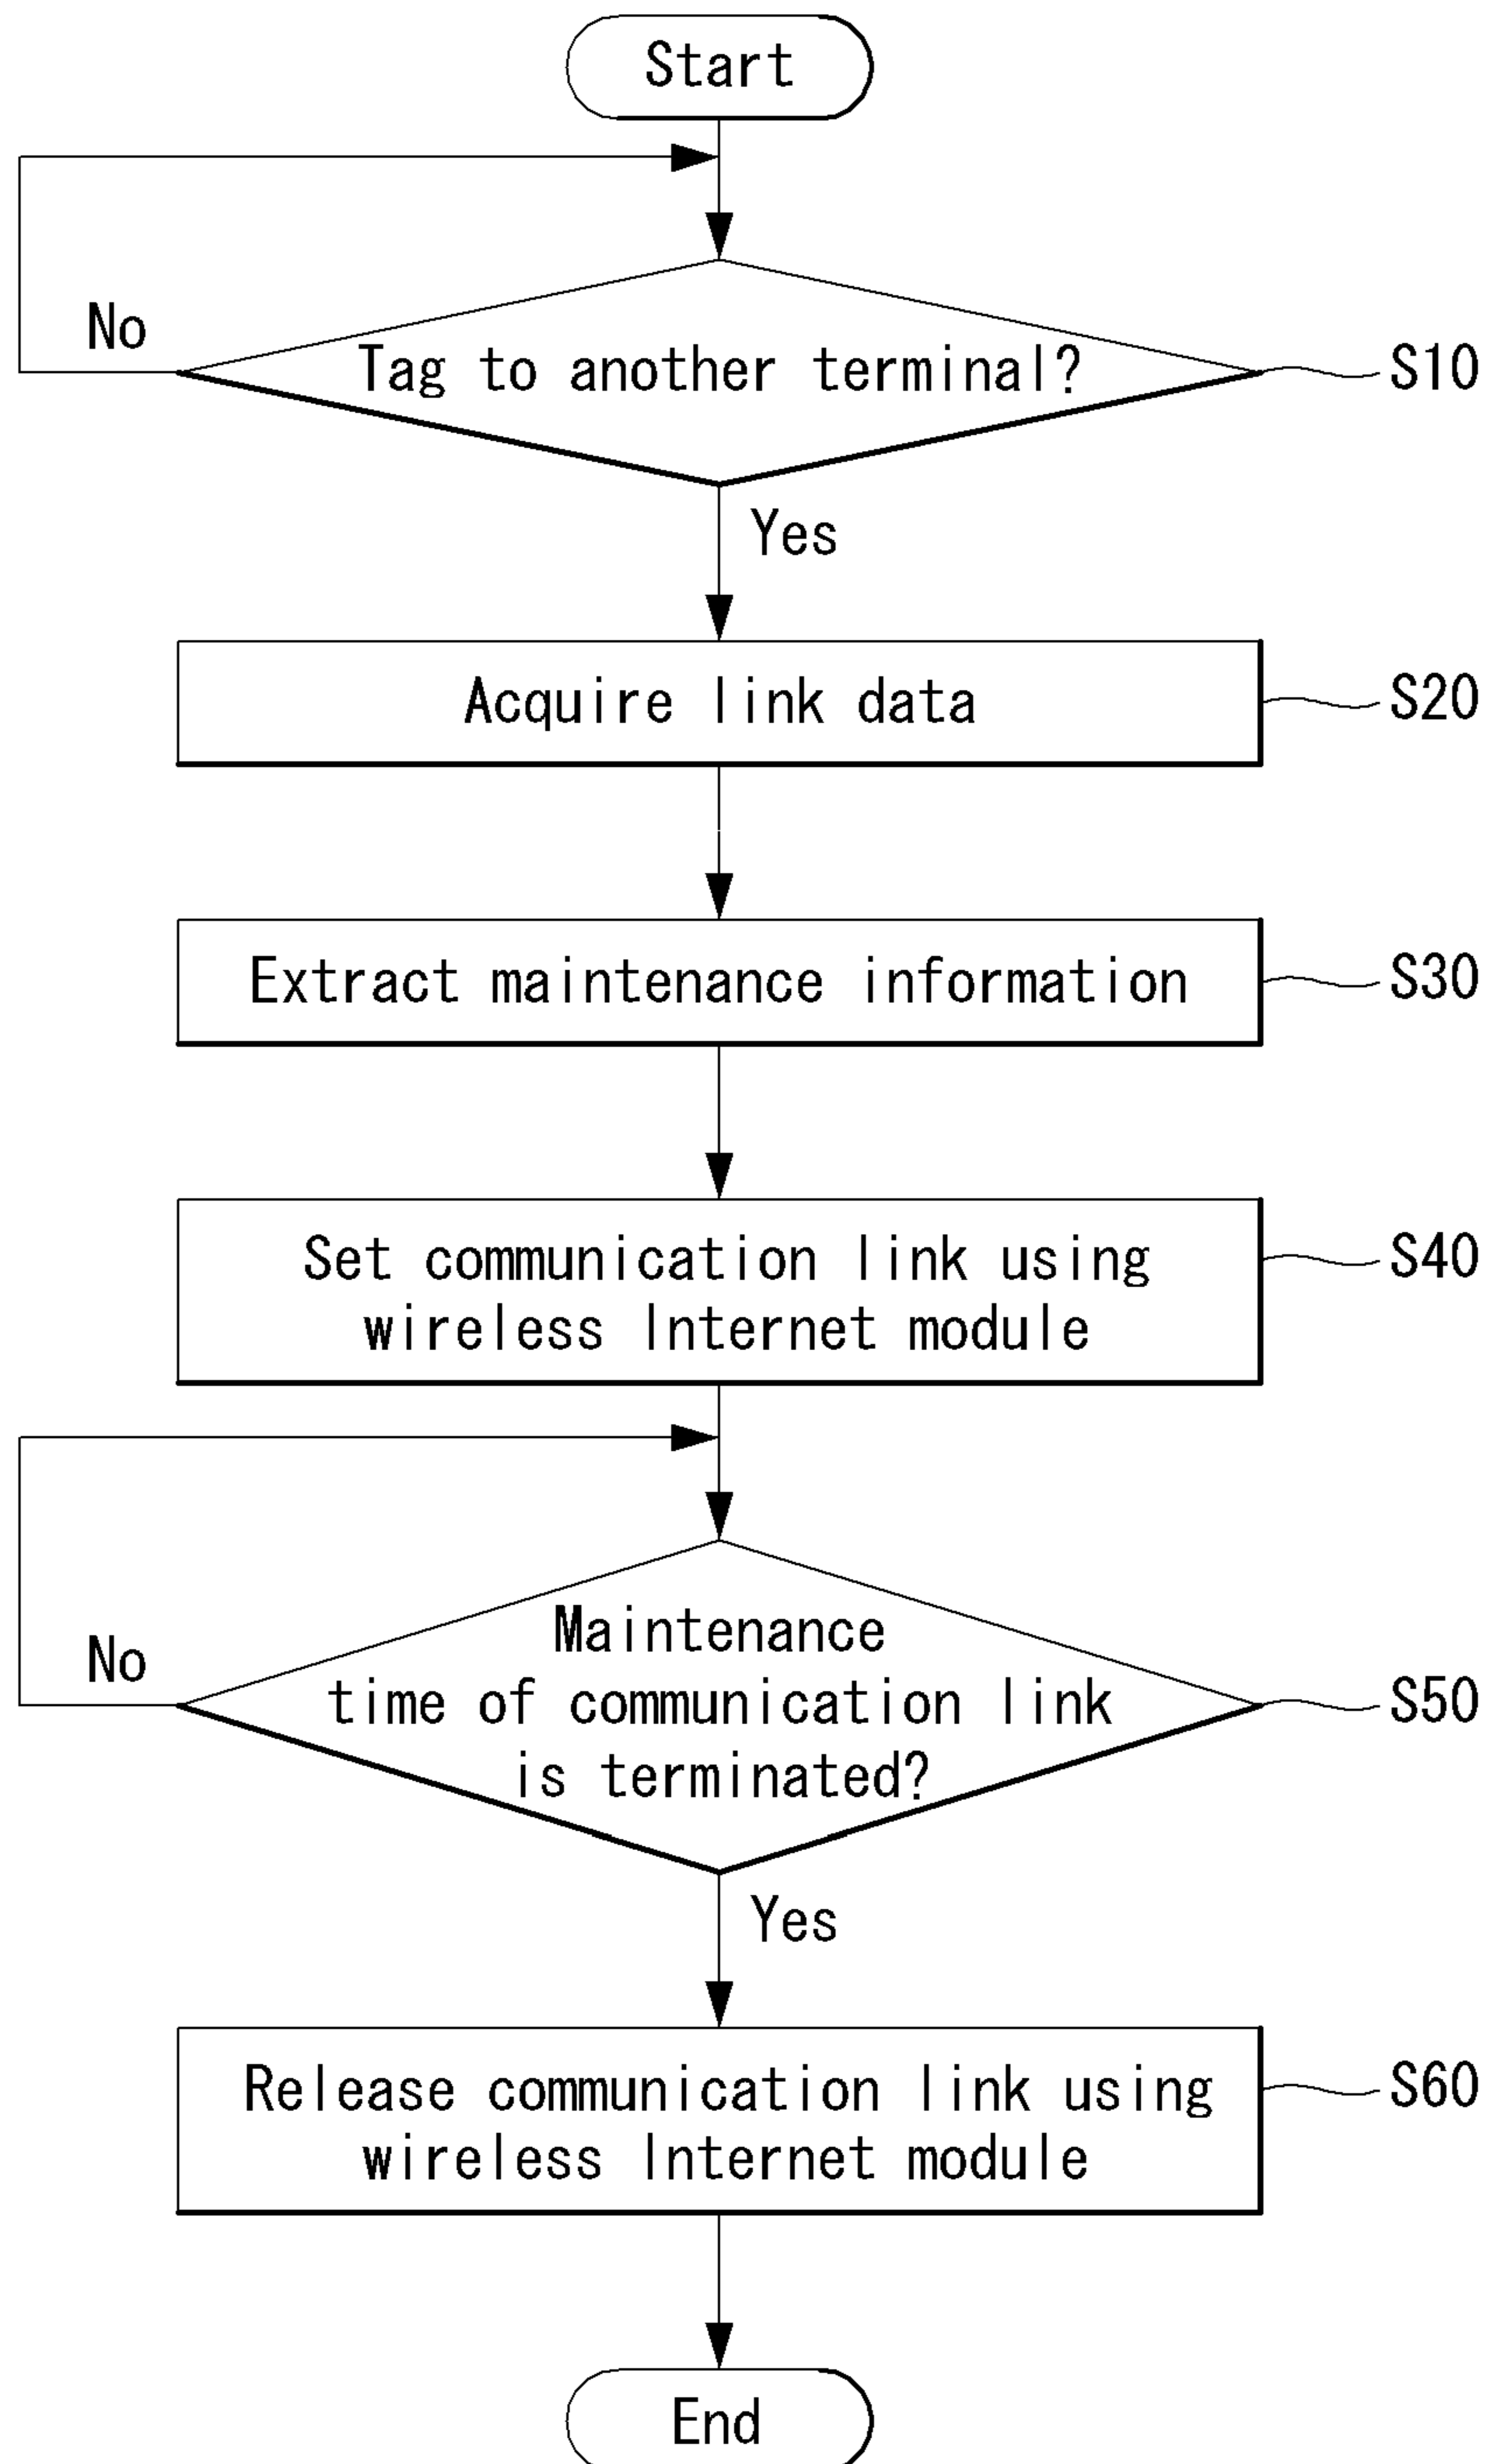 Start
No
Tag to another terminal?
S10
Yes
Acquire link data
S20
Extract maintenance information
S30
Set communication link using
wireless Internet module
S40
No
Maintenance
time of communication link
is terminated?
S50
Yes
Release communication link using
wireless Internet module
S60
End